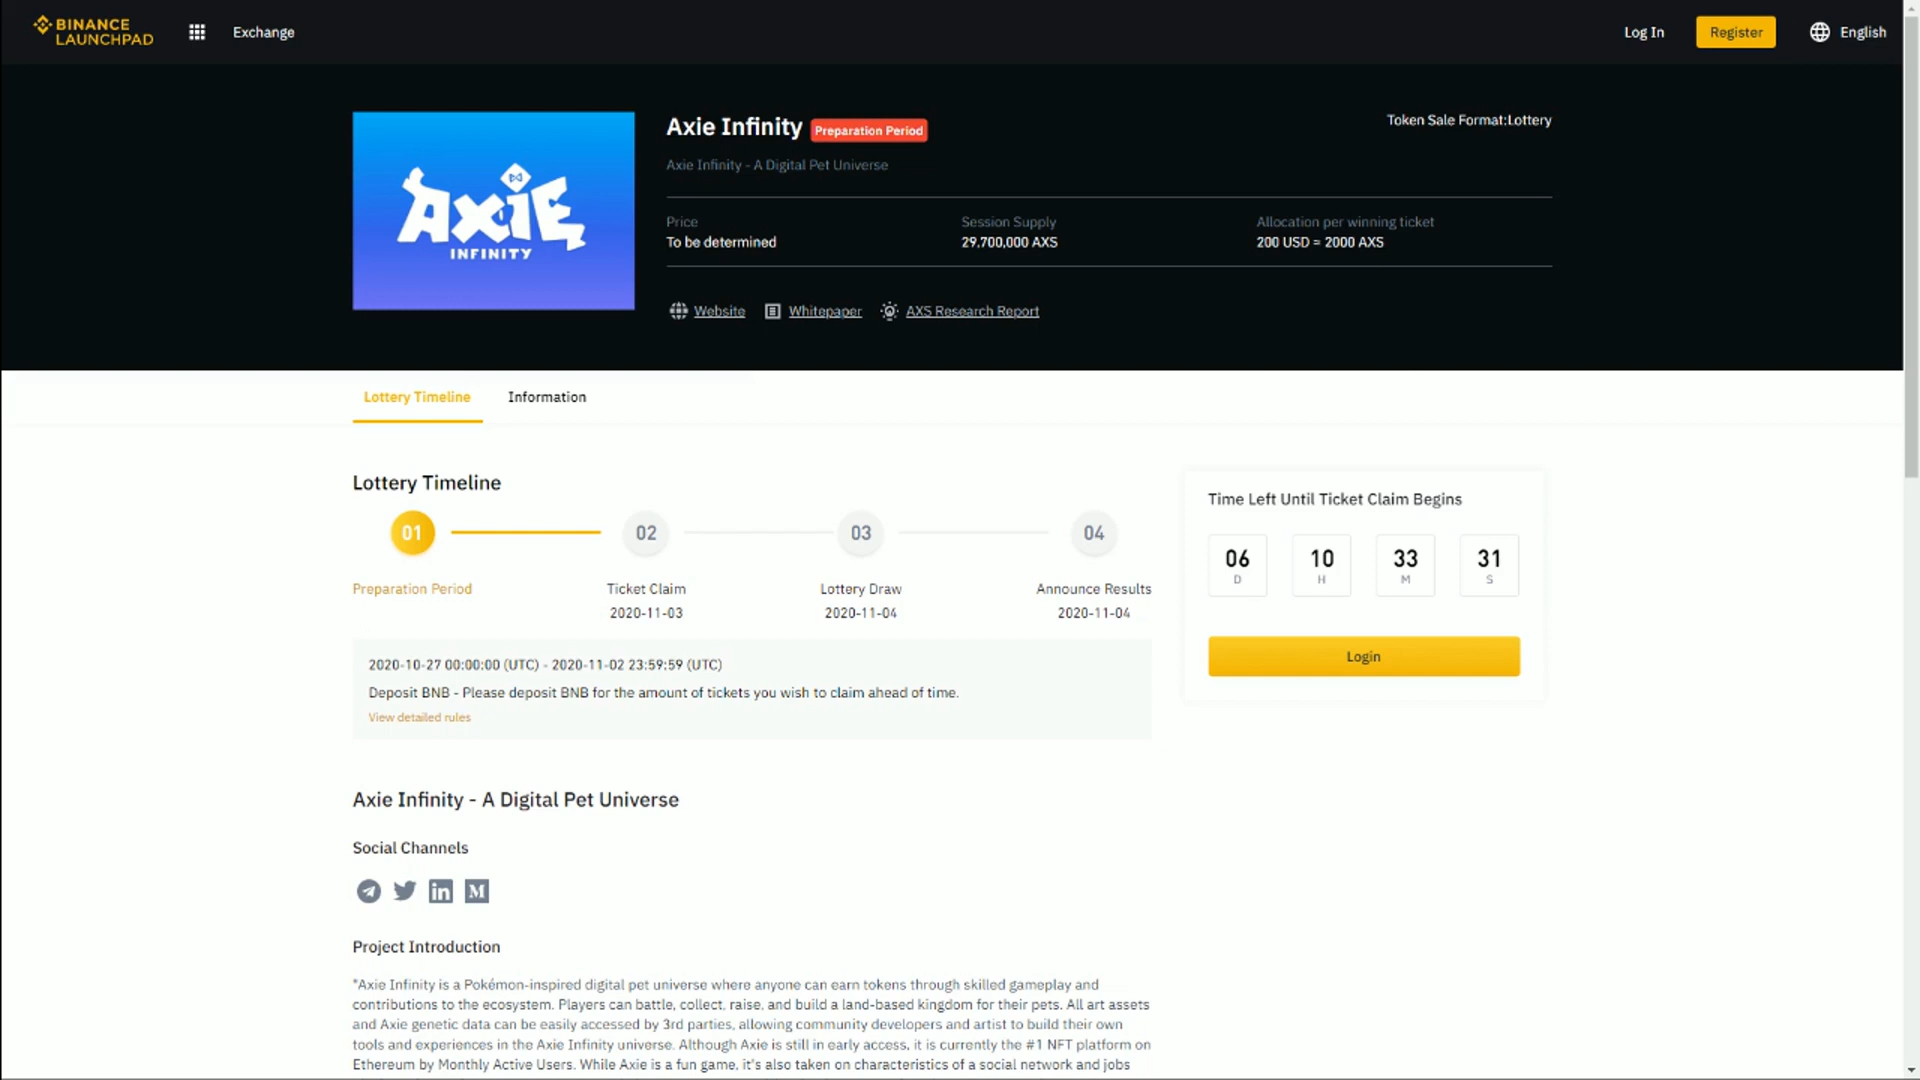 BINANCE
LAUNCHPAD
Exchange
Log In
Register
English
AXIE
INFINITY
Axie Infinity
Preparation Period
Token Sale Format:Lottery
Axie Infinity - A Digital Pet Universe
Price
Session Supply
Allocation per winning ticket
To be determined
29,700,000 AXS
200 USD = 2000 AXS
Website
Whitepaper
AXS Research Report
Lottery Timeline
Information
Lottery Timeline
01
02
03
04
Preparation Period
Ticket Claim
Lottery Draw
Announce Results
2020-11-03
2020-11-04
2020-11-04
2020-10-27 00:00:00 (UTC) - 2020-11-02 23:59:59 (UTC)
Deposit BNB - Please deposit BNB for the amount of tickets you wish to claim ahead of time.
View detailed rules
Time Left Until Ticket Claim Begins
06 10 33 31
D H M S
Login
Axie Infinity - A Digital Pet Universe
Social Channels
in
M
Project Introduction
"Axie Infinity is a Pokémon-inspired digital pet universe where anyone can earn tokens through skilled gameplay and
contributions to the ecosystem. Players can battle, collect, raise, and build a land-based kingdom for their pets. All art assets
and Axie genetic data can be easily accessed by 3rd parties, allowing community developers and artist to build their own
tools and experiences in the Axie Infinity universe. Although Axie is still in early access, it is currently the #1 NFT platform on
Ethereum by Monthly Active Users. While Axie is a fun game, it's also taken on characteristics of a social network and jobs